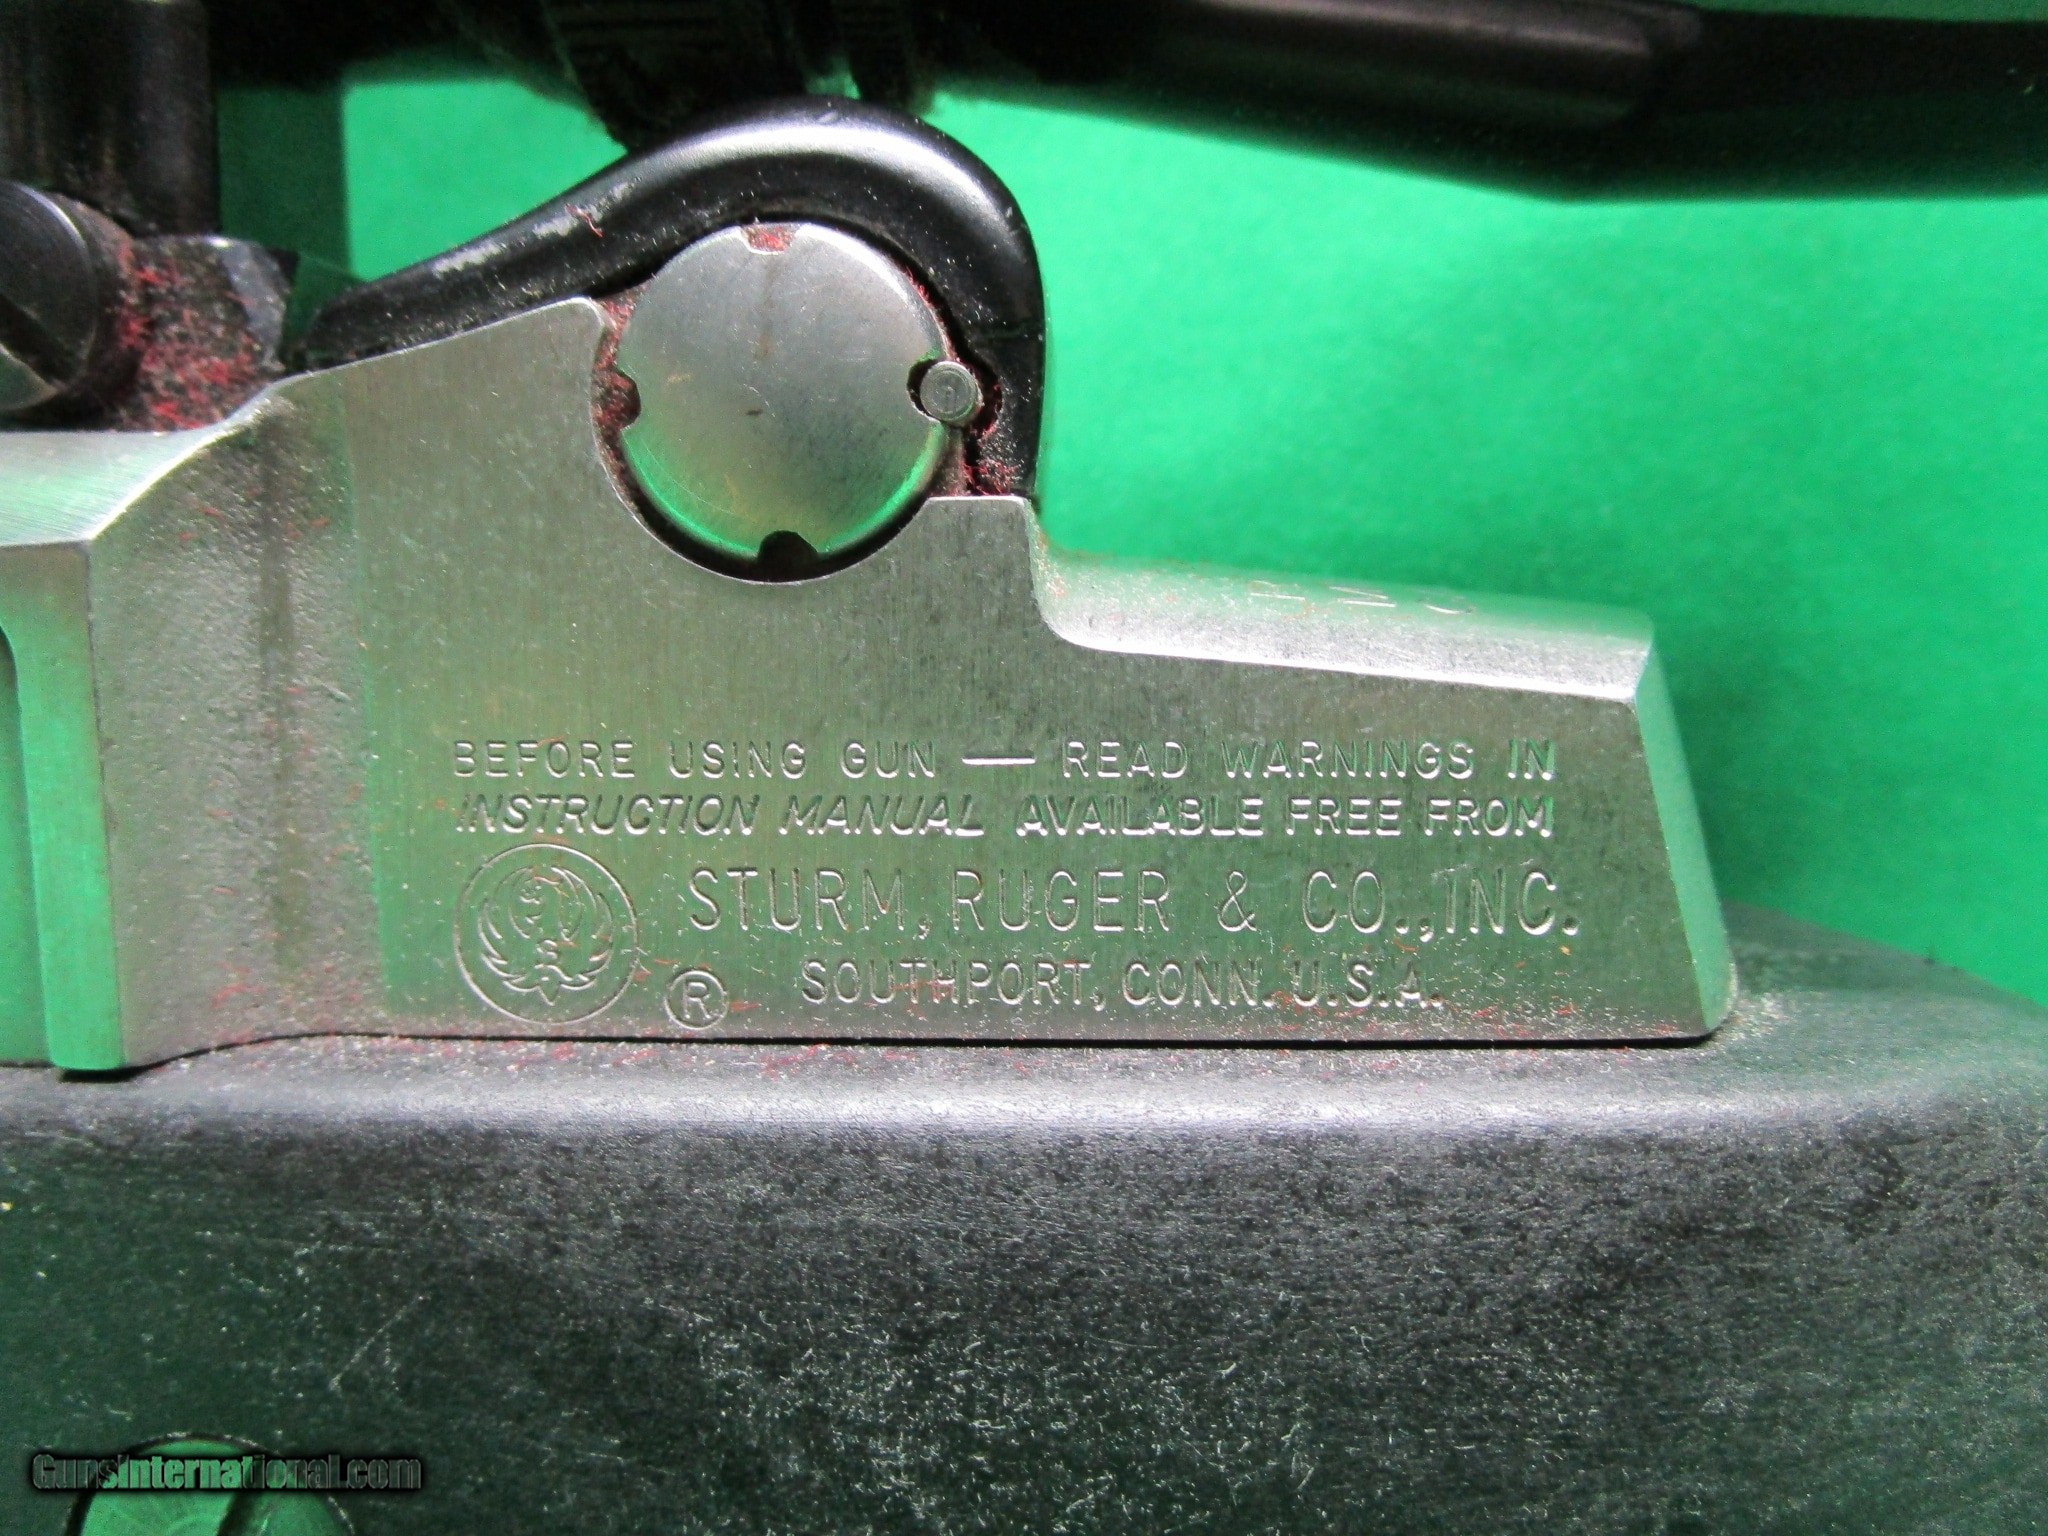 BEFORE USING GUN — READ WARNINGS IN
INSTRUCTION MANUAL AVAILABLE FREE FROM
STURM, RUGER & CO., INC.
® SOUTHPORT, CONN. U.S.A.
GunsInternational.com